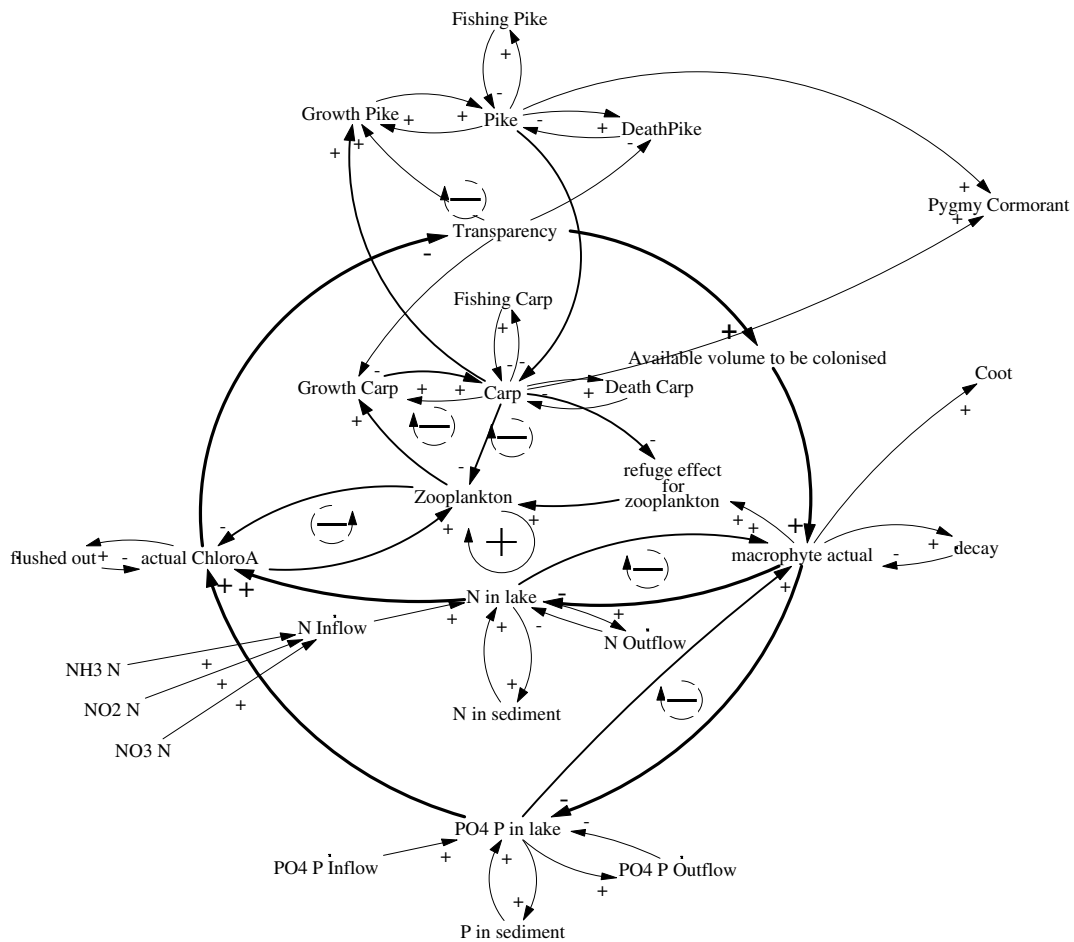 Fishing Pike
+
-
Growth Pike
+
+
Pike
-
+
DeathPike
-
+
+
+
Pygmy Cormorant
+
Transparency
-
Fishing Carp
+
+
Available volume to be colonised
-
-
-
Growth Carp
+
+
Carp
-
+
Death Carp
Coot
+
+
-
-
refuge effect
for
zooplankton
Zooplankton
-
+
+
+
+
+
+
flushed out
+
-
actual ChloroA
macrophyte actual
+
-
decay
+
+
N in lake
-
+
+
N Inflow
+
+
-
N Outflow
NH3 N
+
+
+
NO2 N
N in sediment
NO3 N
-
PO4 P in lake
-
PO4 P Inflow
+
+
PO4 P Outflow
+
+
P in sediment